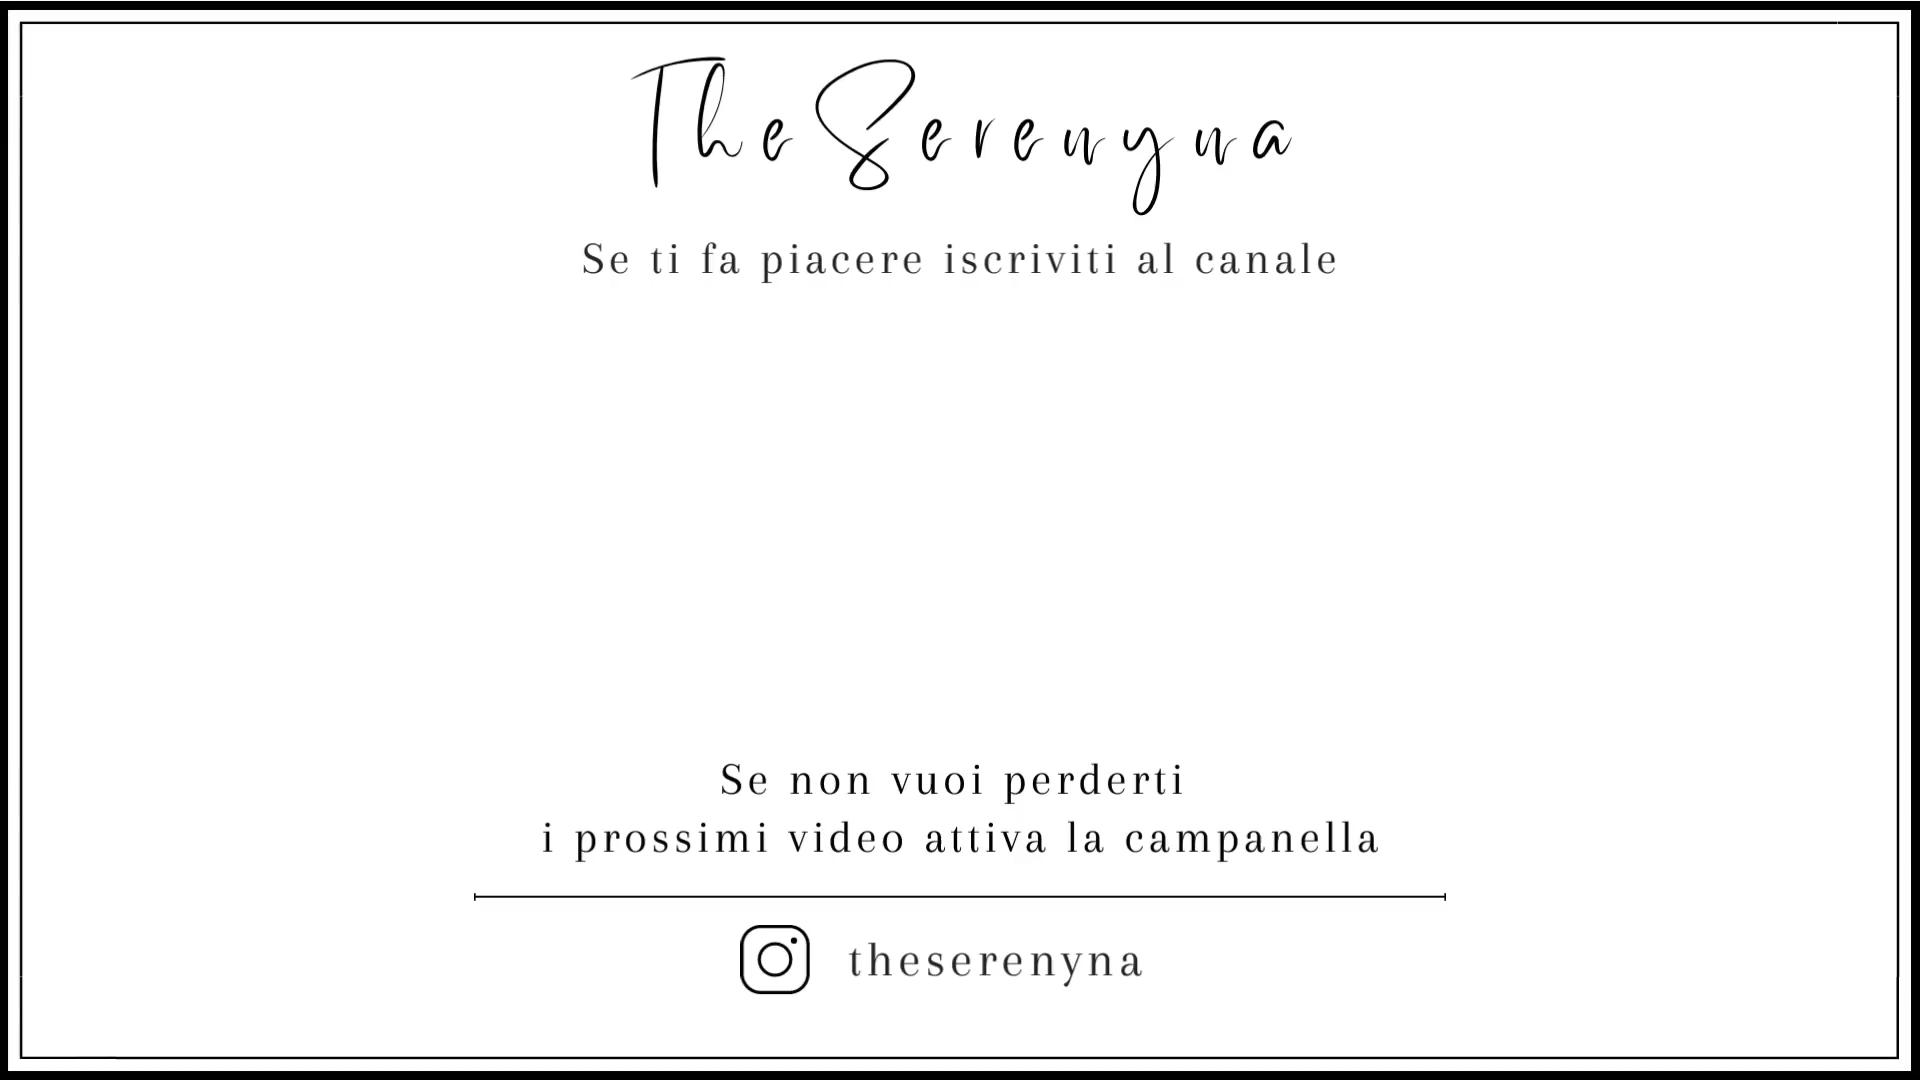 TheSerenyna
Se ti fa piacere iscriviti al canale
Se non vuoi perderti
i prossimi video attiva la campanella
theserenyna